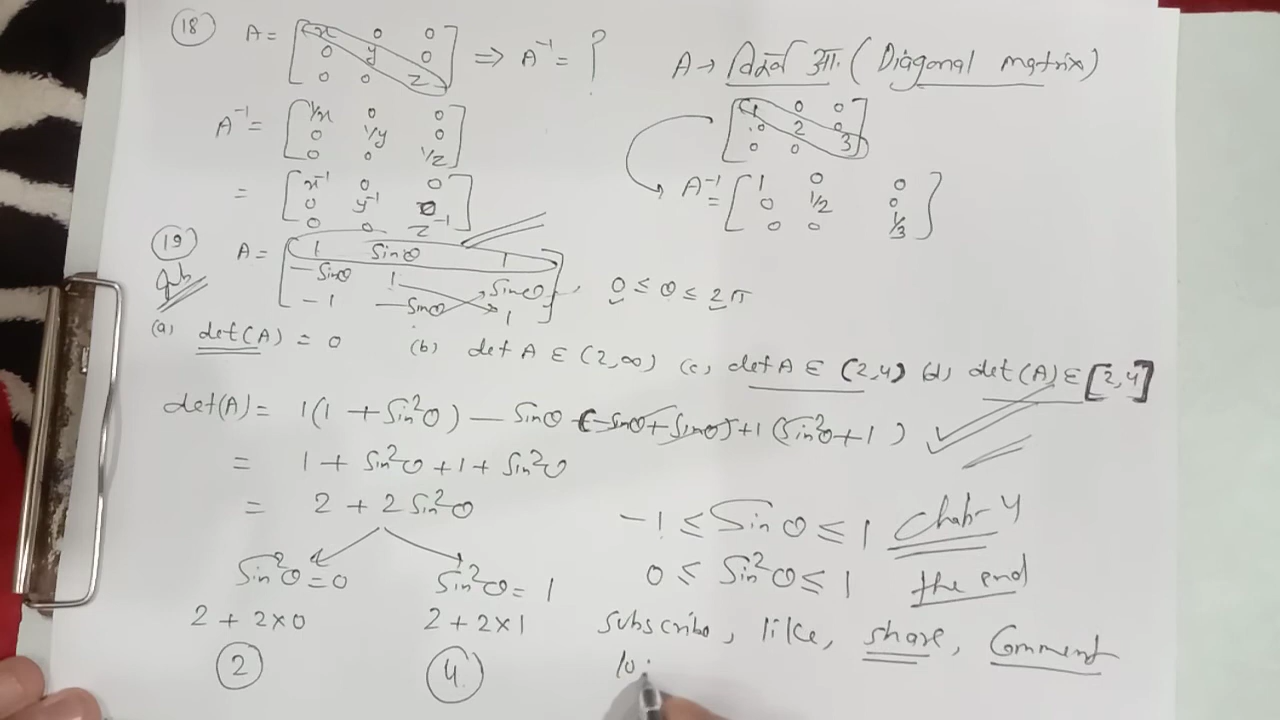 (18) A = [x 0 0
0 y 0
0 0 z] ⇒ A⁻¹ = ?
A⁻¹ = [1/x 0 0
0 1/y 0
0 0 1/z]
= [x⁻¹ 0 0
0 y⁻¹ 0
0 0 z⁻¹]
A → (Diagonal matrix)
[1 0 0
0 2 0
0 0 3]
A⁻¹ = [1 0 0
0 1/2 0
0 0 1/3]
(19) A = [1 Sinθ 1
-Sinθ 1 Sinθ
-1 -Sinθ 1], 0 ≤ θ ≤ 2π
(a) det(A) = 0 (b) det A ∈ (2,∞) (c) det A ∈ (2,4) (d) det(A) ∈ [2,4]
det(A) = 1(1 + Sin²θ) - Sinθ (-Sinθ + Sinθ) + 1 (Sin²θ + 1)
= 1 + Sin²θ + 1 + Sin²θ
= 2 + 2 Sin²θ
Sin²θ = 0 Sin²θ = 1
2 + 2×0 2 + 2×1
(2) (4)
-1 ≤ Sinθ ≤ 1
0 ≤ Sin²θ ≤ 1
Chab-4
the end
Subscribe, like, share, Comment